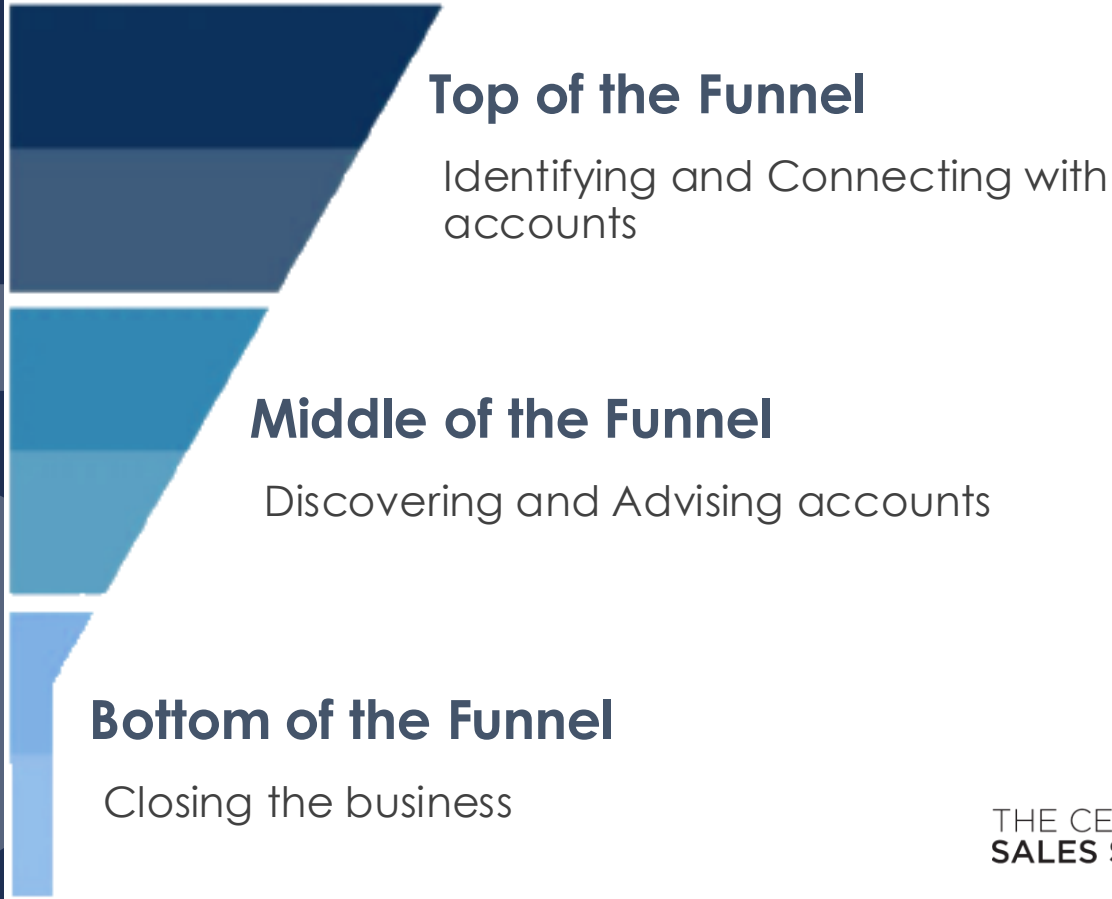 Top of the Funnel
Identifying and Connecting with
accounts
Middle of the Funnel
Discovering and Advising accounts
Bottom of the Funnel
Closing the business
THE CE
SALES